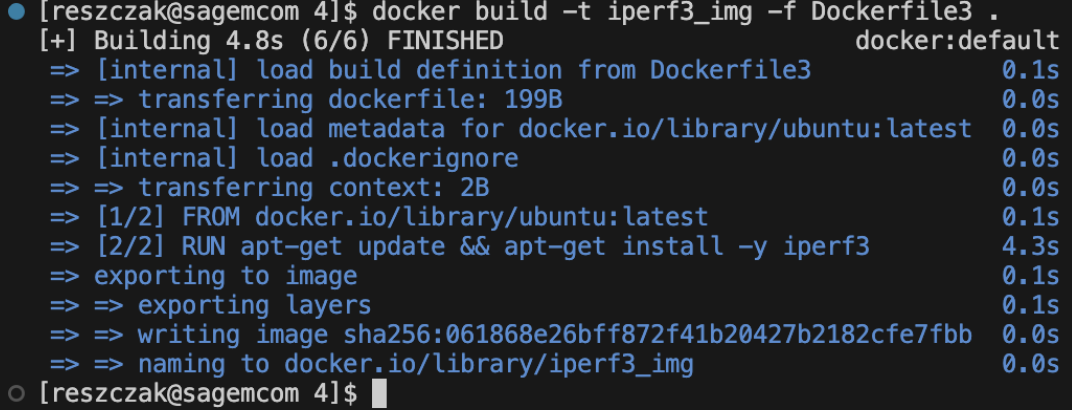 [reszczak@sagemcom 4]$ docker build -t iperf3_img -f Dockerfile3 .
[+] Building 4.8s (6/6) FINISHED docker:default
=> [internal] load build definition from Dockerfile3 0.1s
=> => transferring dockerfile: 199B 0.0s
=> [internal] load metadata for docker.io/library/ubuntu:latest 0.0s
=> [internal] load .dockerignore 0.0s
=> => transferring context: 2B 0.0s
=> [1/2] FROM docker.io/library/ubuntu:latest 0.1s
=> [2/2] RUN apt-get update && apt-get install -y iperf3 4.3s
=> exporting to image 0.1s
=> => exporting layers 0.1s
=> => writing image sha256:061868e26bff872f41b20427b2182cfe7fbb 0.0s
=> => naming to docker.io/library/iperf3_img 0.0s
[reszczak@sagemcom 4]$